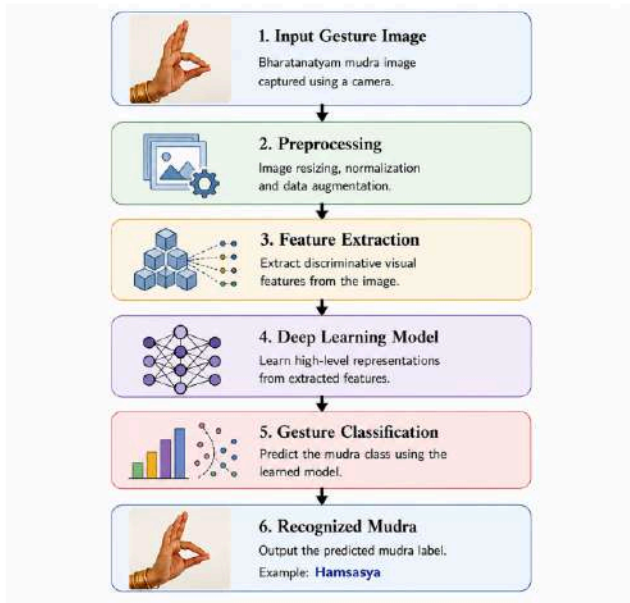 1. Input Gesture Image
Bharatanatyam mudra image
captured using a camera.
2. Preprocessing
Image resizing, normalization
and data augmentation.
3. Feature Extraction
Extract discriminative visual
features from the image.
4. Deep Learning Model
Learn high-level representations
from extracted features.
5. Gesture Classification
Predict the mudra class using the
learned model.
6. Recognized Mudra
Output the predicted mudra label.
Example: Hamsasya